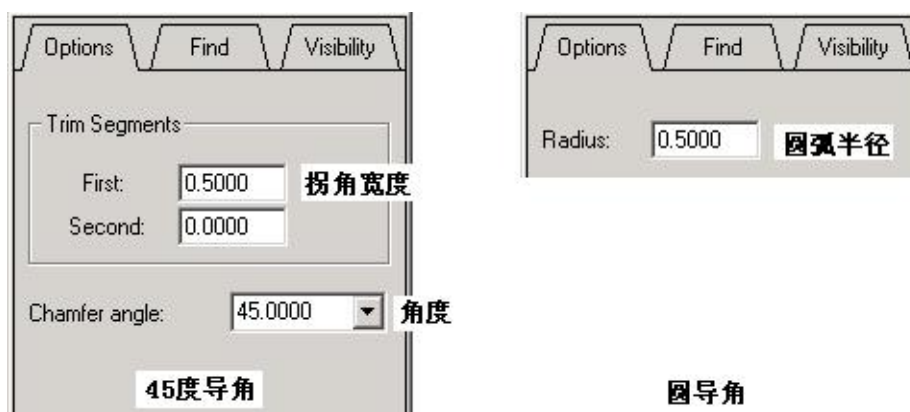 Options Find Visibility
Trim Segments
First: 0.5000 拐角宽度
Second: 0.0000
Chamfer angle: 45.0000 角度
45度导角
Options Find Visibility
Radius: 0.5000 圆弧半径
圆导角